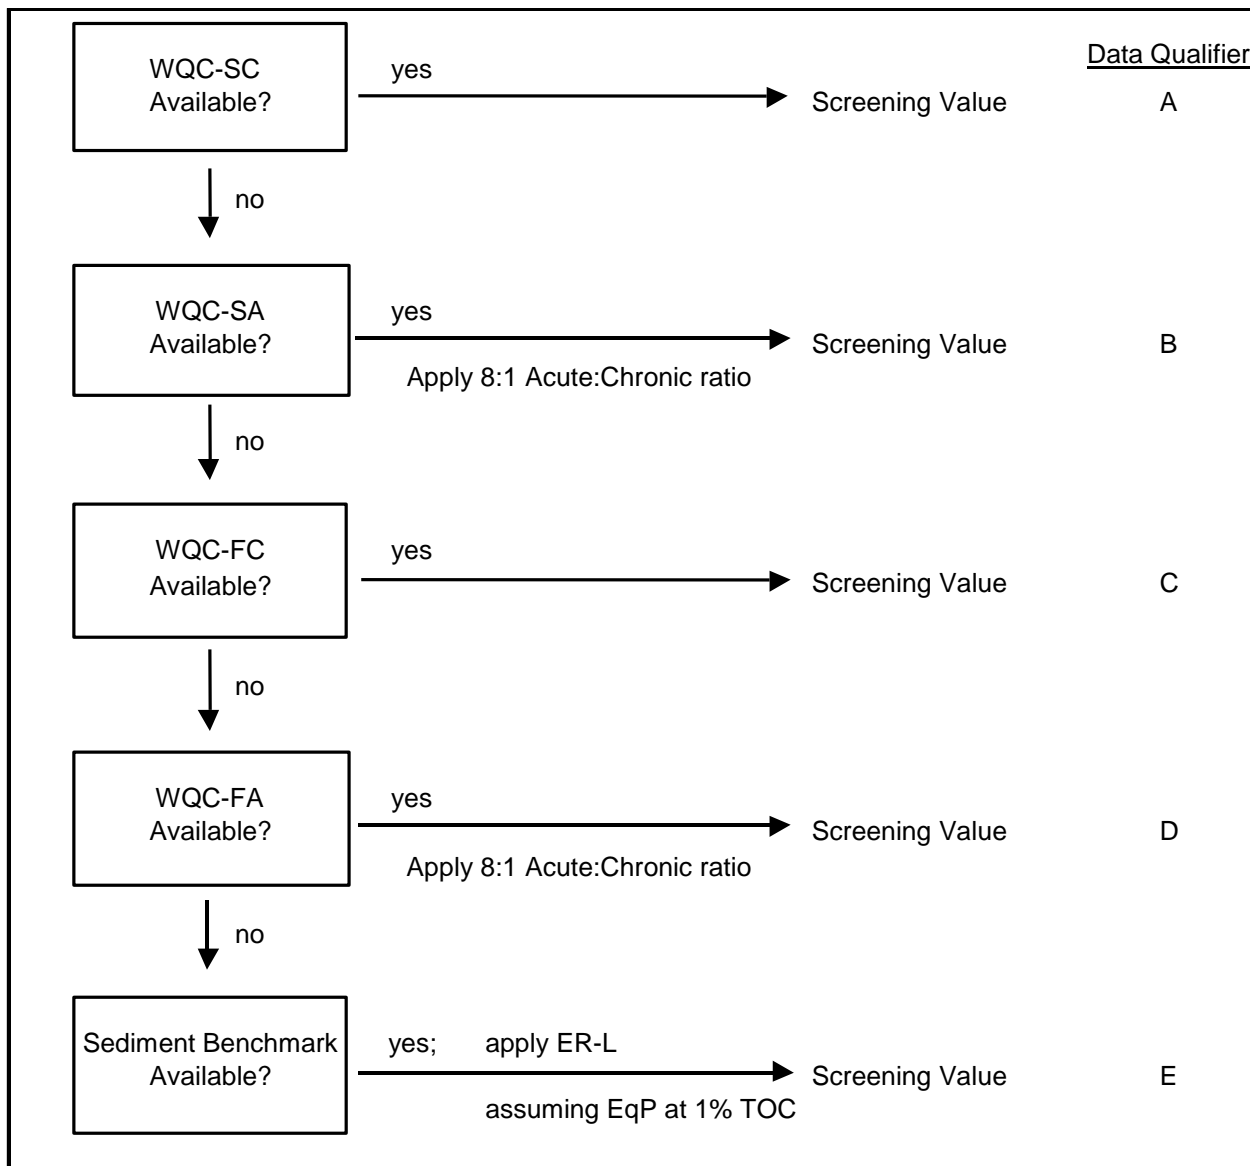 Data Qualifier
WQC-SC
Available?
yes
Screening Value
A
no
WQC-SA
Available?
yes
Apply 8:1 Acute:Chronic ratio
Screening Value
B
no
WQC-FC
Available?
yes
Screening Value
C
no
WQC-FA
Available?
yes
Apply 8:1 Acute:Chronic ratio
Screening Value
D
no
Sediment Benchmark
Available?
yes; apply ER-L
assuming EqP at 1% TOC
Screening Value
E